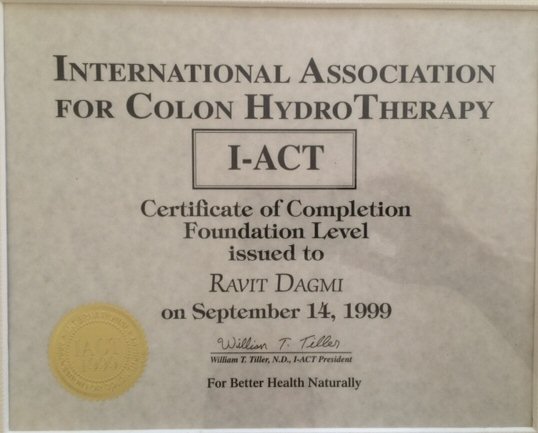 INTERNATIONAL ASSOCIATION
FOR COLON HYDROTHERAPY
I-ACT
Certificate of Completion
Foundation Level
issued to
RAVIT DAGMI
on September 14, 1999
William T. Tiller
William T. Tiller, N.D., I-ACT President
For Better Health Naturally